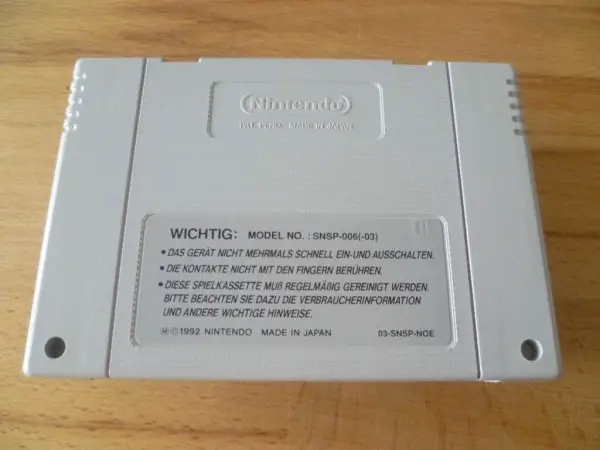 Nintendo®
PAT. PEND. MADE IN JAPAN
WICHTIG: MODEL NO. : SNSP-006(-03)
• DAS GERÄT NICHT MEHRMALS SCHNELL EIN-UND AUSSCHALTEN.
• DIE KONTAKTE NICHT MIT DEN FINGERN BERÜHREN.
• DIESE SPIELKASSETTE MUß REGELMÄßIG GEREINIGT WERDEN.
BITTE BEACHTEN SIE DAZU DIE VERBRAUCHERINFORMATION
UND ANDERE WICHTIGE HINWEISE.
Ⓜ©1992 NINTENDO MADE IN JAPAN 03-SNSP-NOE